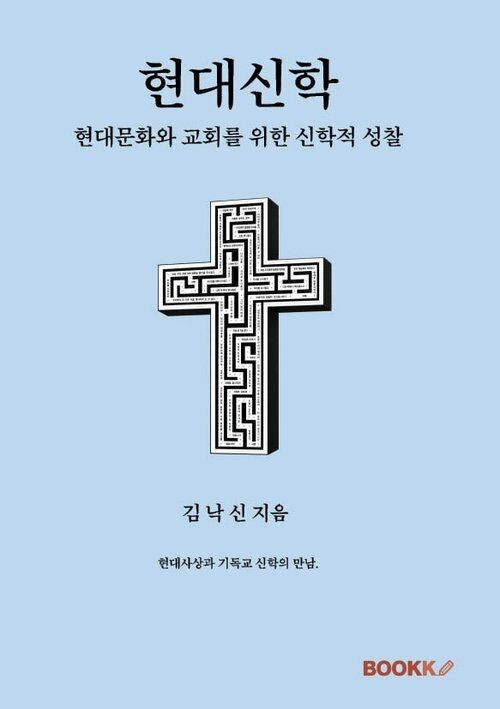 현대신학
현대문화와 교회를 위한 신학적 성찰
김 낙 신 지음
현대사상과 기독교 신학의 만남.
BOOKK